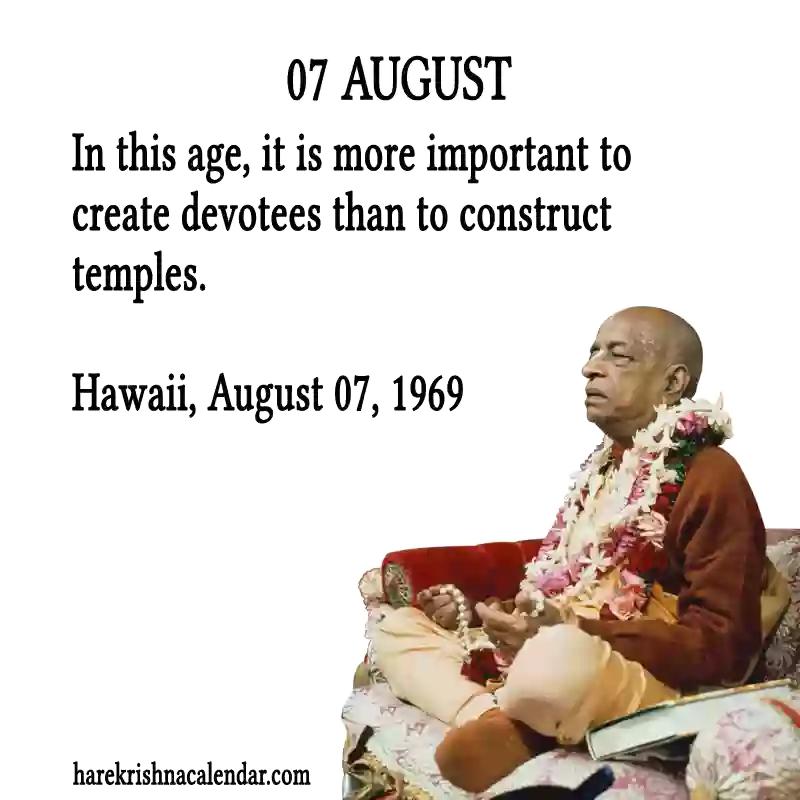 07 AUGUST
In this age, it is more important to
create devotees than to construct
temples.
Hawaii, August 07, 1969
harekrishnacalendar.com